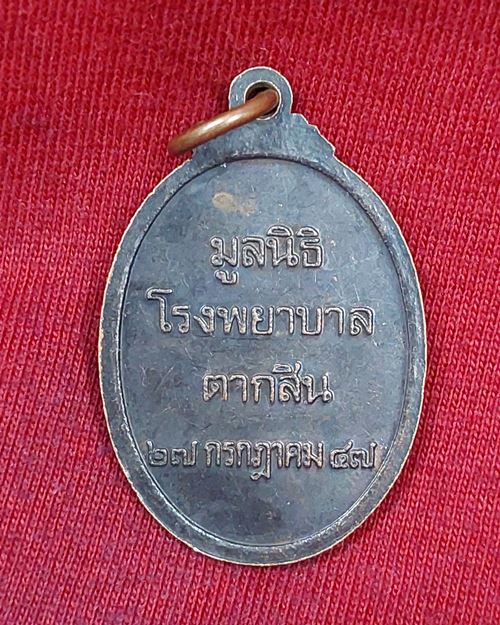 มูลนิธิ
โรงพยาบาล
ตากสิน
๒๗ กรกฎาคม ๔๗